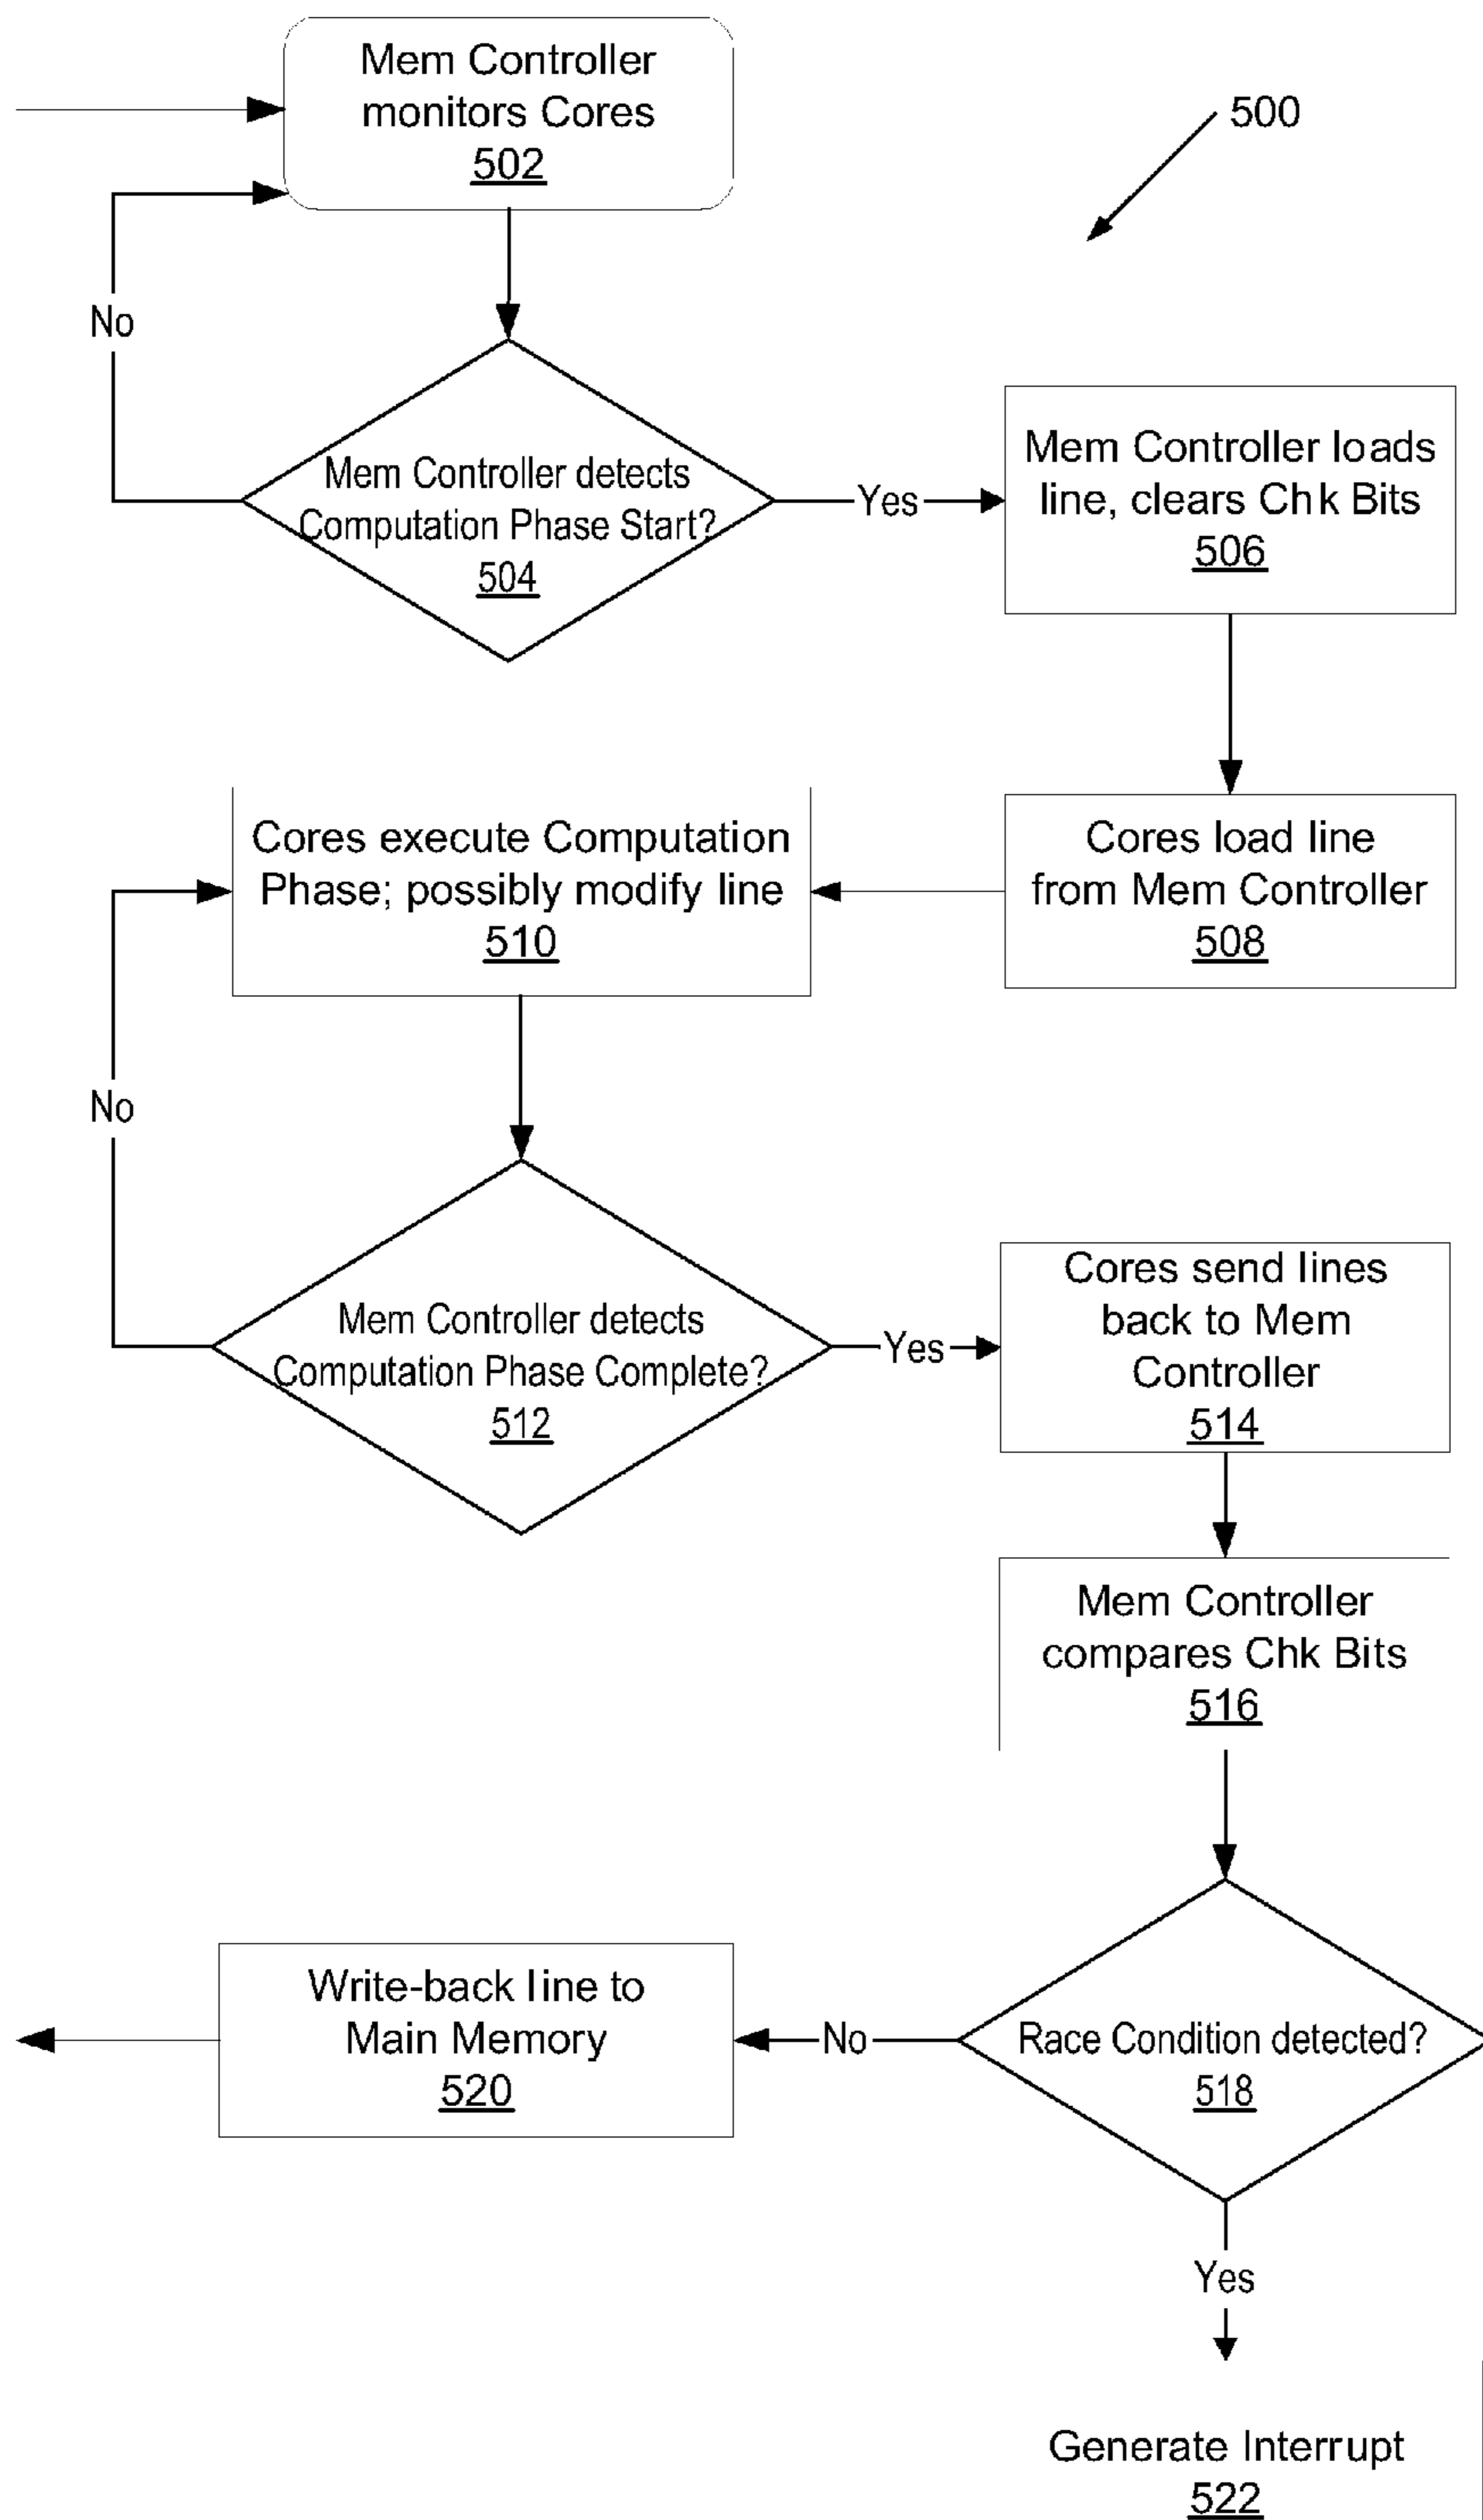 Mem Controller
monitors Cores
502
500
No
Mem Controller detects
Computation Phase Start?
504
Yes
Mem Controller loads
line, clears Chk Bits
506
Cores load line
from Mem Controller
508
Cores execute Computation
Phase; possibly modify line
510
No
Mem Controller detects
Computation Phase Complete?
512
Yes
Cores send lines
back to Mem
Controller
514
Mem Controller
compares Chk Bits
516
Race Condition detected?
518
No
Write-back line to
Main Memory
520
Yes
Generate Interrupt
522